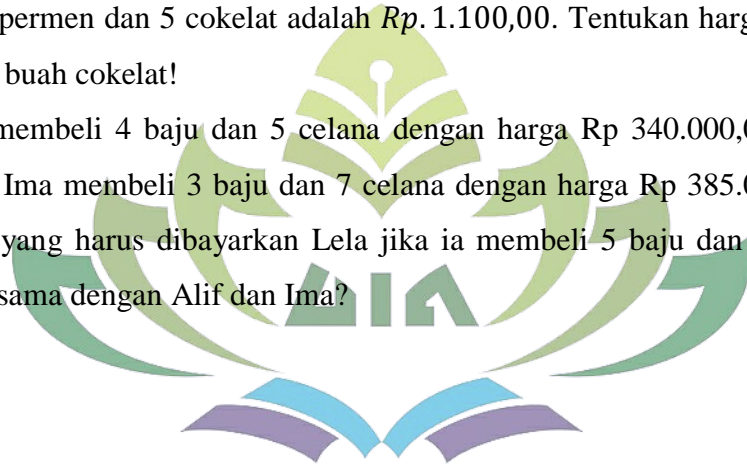 permen dan 5 cokelat adalah Rp. 1.100,00. Tentukan harg
buah cokelat!
membeli 4 baju dan 5 celana dengan harga Rp 340.000,0
Ima membeli 3 baju dan 7 celana dengan harga Rp 385.0
yang harus dibayarkan Lela jika ia membeli 5 baju dan
sama dengan Alif dan Ima?